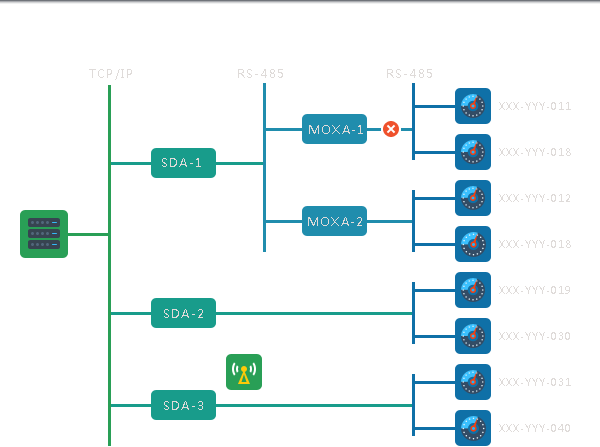 TCP/IP
RS-485
RS-485
XXX-YYY-011
MOXA-1
XXX-YYY-018
SDA-1
XXX-YYY-012
MOXA-2
XXX-YYY-018
XXX-YYY-019
SDA-2
XXX-YYY-030
XXX-YYY-031
SDA-3
XXX-YYY-040